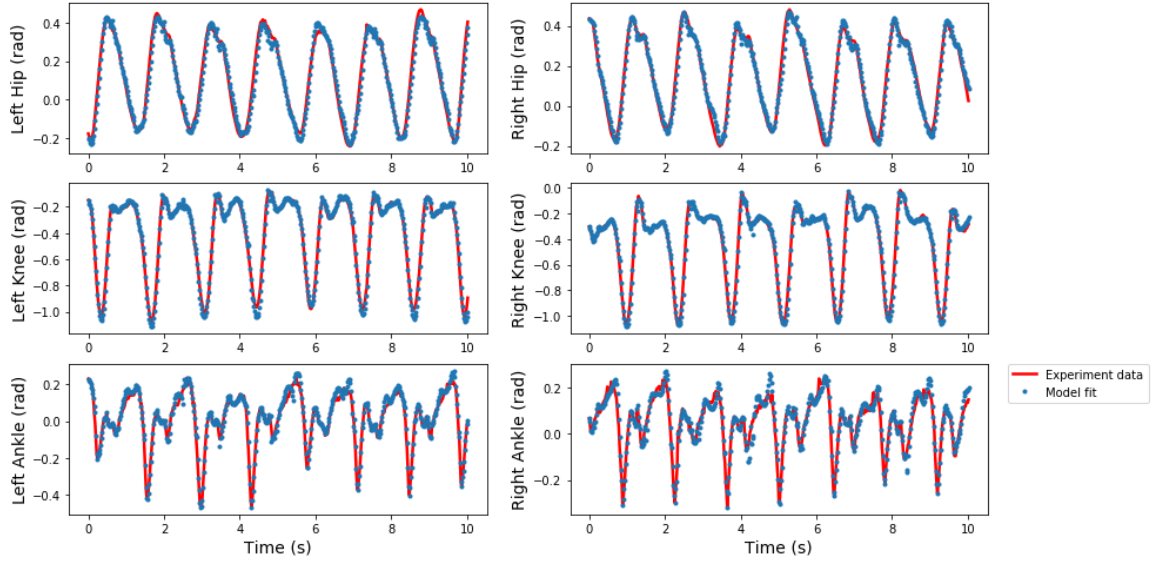 Left Hip (rad)
0.4
0.2
0.0
−0.2
0 2 4 6 8 10
Right Hip (rad)
0.4
0.2
0.0
−0.2
0 2 4 6 8 10
Left Knee (rad)
−0.2
−0.4
−0.6
−0.8
−1.0
0 2 4 6 8 10
Right Knee (rad)
0.0
−0.2
−0.4
−0.6
−0.8
−1.0
0 2 4 6 8 10
Left Ankle (rad)
0.2
0.0
−0.2
−0.4
0 2 4 6 8 10
Time (s)
Right Ankle (rad)
0.2
0.0
−0.2
0 2 4 6 8 10
Time (s)
Experiment data
Model fit